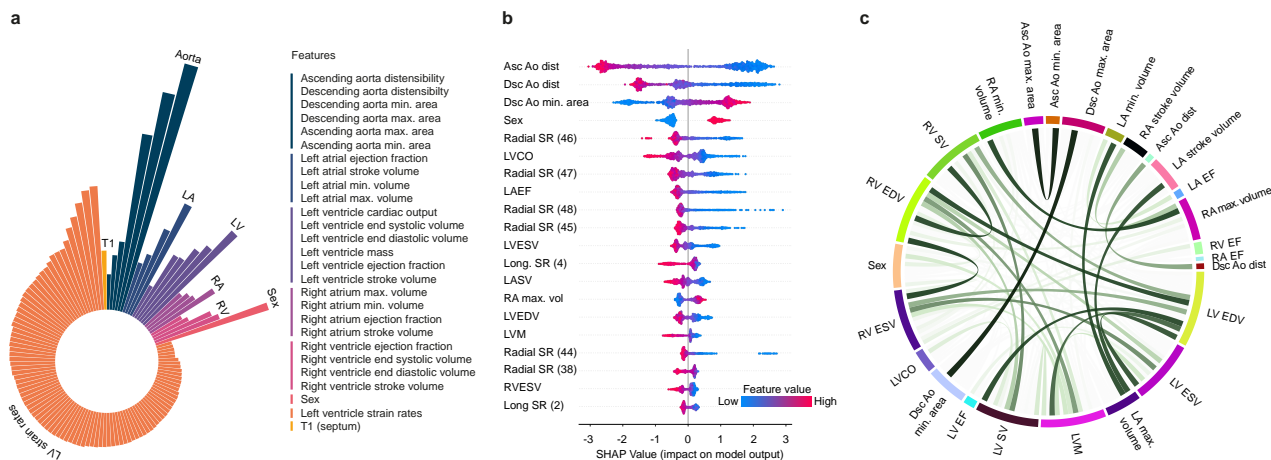 a
Aorta
LA
LV
T1
RA
RV
Sex
LV strain rates
Features
Ascending aorta distensibility
Descending aorta distensibilty
Descending aorta min. area
Descending aorta max. area
Ascending aorta max. area
Ascending aorta min. area
Left atrial ejection fraction
Left atrial stroke volume
Left atrial min. volume
Left atrial max. volume
Left ventricle cardiac output
Left ventricle end systolic volume
Left ventricle end diastolic volume
Left ventricle mass
Left ventricle ejection fraction
Left ventricle stroke volume
Right atrium max. volume
Right atrium min. volume
Right atrium ejection fraction
Right atrium stroke volume
Right ventricle ejection fraction
Right ventricle end systolic volume
Right ventricle end diastolic volume
Right ventricle stroke volume
Sex
Left ventricle strain rates
T1 (septum)
b
Asc Ao dist
Dsc Ao dist
Dsc Ao min. area
Sex
Radial SR (46)
LVCO
Radial SR (47)
LAEF
Radial SR (48)
Radial SR (45)
LVESV
Long. SR (4)
LASV
RA max. vol
LVEDV
LVM
Radial SR (44)
Radial SR (38)
RVESV
Long SR (2)
Feature value
Low
High
-3 -2 -1 0 1 2 3
SHAP Value (impact on model output)
c
Asc Ao max. area
Asc Ao min. area
Dsc Ao max. area
LA min. volume
RA stroke volume
Asc Ao dist
LA stroke volume
LA EF
RA max. volume
RV EF
RA EF
Dsc Ao dist
LV EDV
LV ESV
LA max.
volume
LVM
LV SV
LV EF
Dsc Ao
min. area
LVCO
RV ESV
Sex
RV EDV
RV SV
RA min.
volume